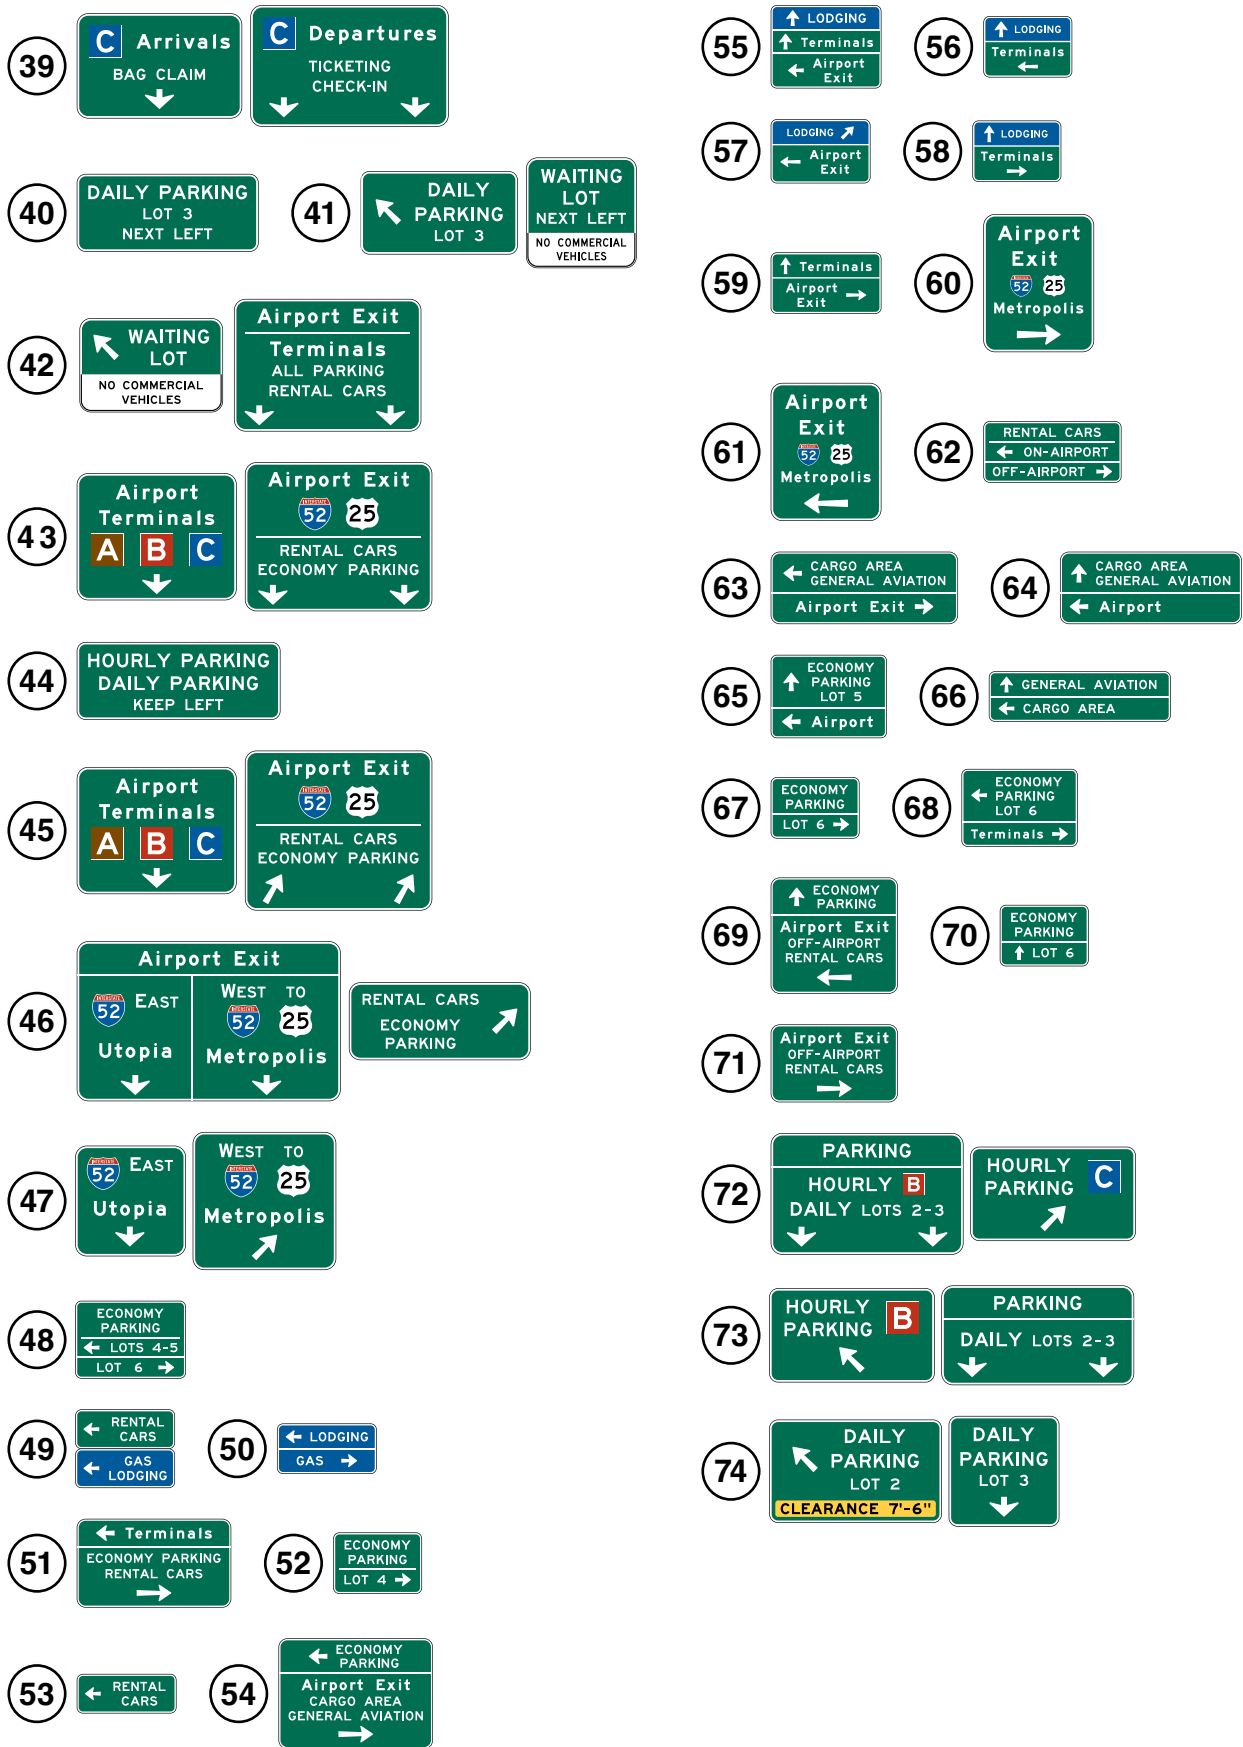 39
C Arrivals
BAG CLAIM
C Departures
TICKETING
CHECK-IN
40
DAILY PARKING
LOT 3
NEXT LEFT
41
DAILY
PARKING
LOT 3
WAITING
LOT
NEXT LEFT
NO COMMERCIAL
VEHICLES
42
WAITING
LOT
NO COMMERCIAL
VEHICLES
Airport Exit
Terminals
ALL PARKING
RENTAL CARS
43
Airport
Terminals
A B C
Airport Exit
INTERSTATE
52 25
RENTAL CARS
ECONOMY PARKING
44
HOURLY PARKING
DAILY PARKING
KEEP LEFT
45
Airport
Terminals
A B C
Airport Exit
INTERSTATE
52 25
RENTAL CARS
ECONOMY PARKING
46
Airport Exit
INTERSTATE
52 EAST
Utopia
WEST TO
INTERSTATE
52 25
Metropolis
RENTAL CARS
ECONOMY
PARKING
47
INTERSTATE
52 EAST
Utopia
WEST TO
INTERSTATE
52 25
Metropolis
48
ECONOMY
PARKING
LOTS 4-5
LOT 6
49
RENTAL
CARS
GAS
LODGING
50
LODGING
GAS
51
Terminals
ECONOMY PARKING
RENTAL CARS
52
ECONOMY
PARKING
LOT 4
53
RENTAL
CARS
54
ECONOMY
PARKING
Airport Exit
CARGO AREA
GENERAL AVIATION
55
LODGING
Terminals
Airport
Exit
56
LODGING
Terminals
57
LODGING
Airport
Exit
58
LODGING
Terminals
59
Terminals
Airport
Exit
60
Airport
Exit
52 25
Metropolis
61
Airport
Exit
52 25
Metropolis
62
RENTAL CARS
ON-AIRPORT
OFF-AIRPORT
63
CARGO AREA
GENERAL AVIATION
Airport Exit
64
CARGO AREA
GENERAL AVIATION
Airport
65
ECONOMY
PARKING
LOT 5
Airport
66
GENERAL AVIATION
CARGO AREA
67
ECONOMY
PARKING
LOT 6
68
ECONOMY
PARKING
LOT 6
Terminals
69
ECONOMY
PARKING
Airport Exit
OFF-AIRPORT
RENTAL CARS
70
ECONOMY
PARKING
LOT 6
71
Airport Exit
OFF-AIRPORT
RENTAL CARS
72
PARKING
HOURLY B
DAILY LOTS 2-3
HOURLY
PARKING C
73
HOURLY
PARKING B
PARKING
DAILY LOTS 2-3
74
DAILY
PARKING
LOT 2
CLEARANCE 7'-6"
DAILY
PARKING
LOT 3